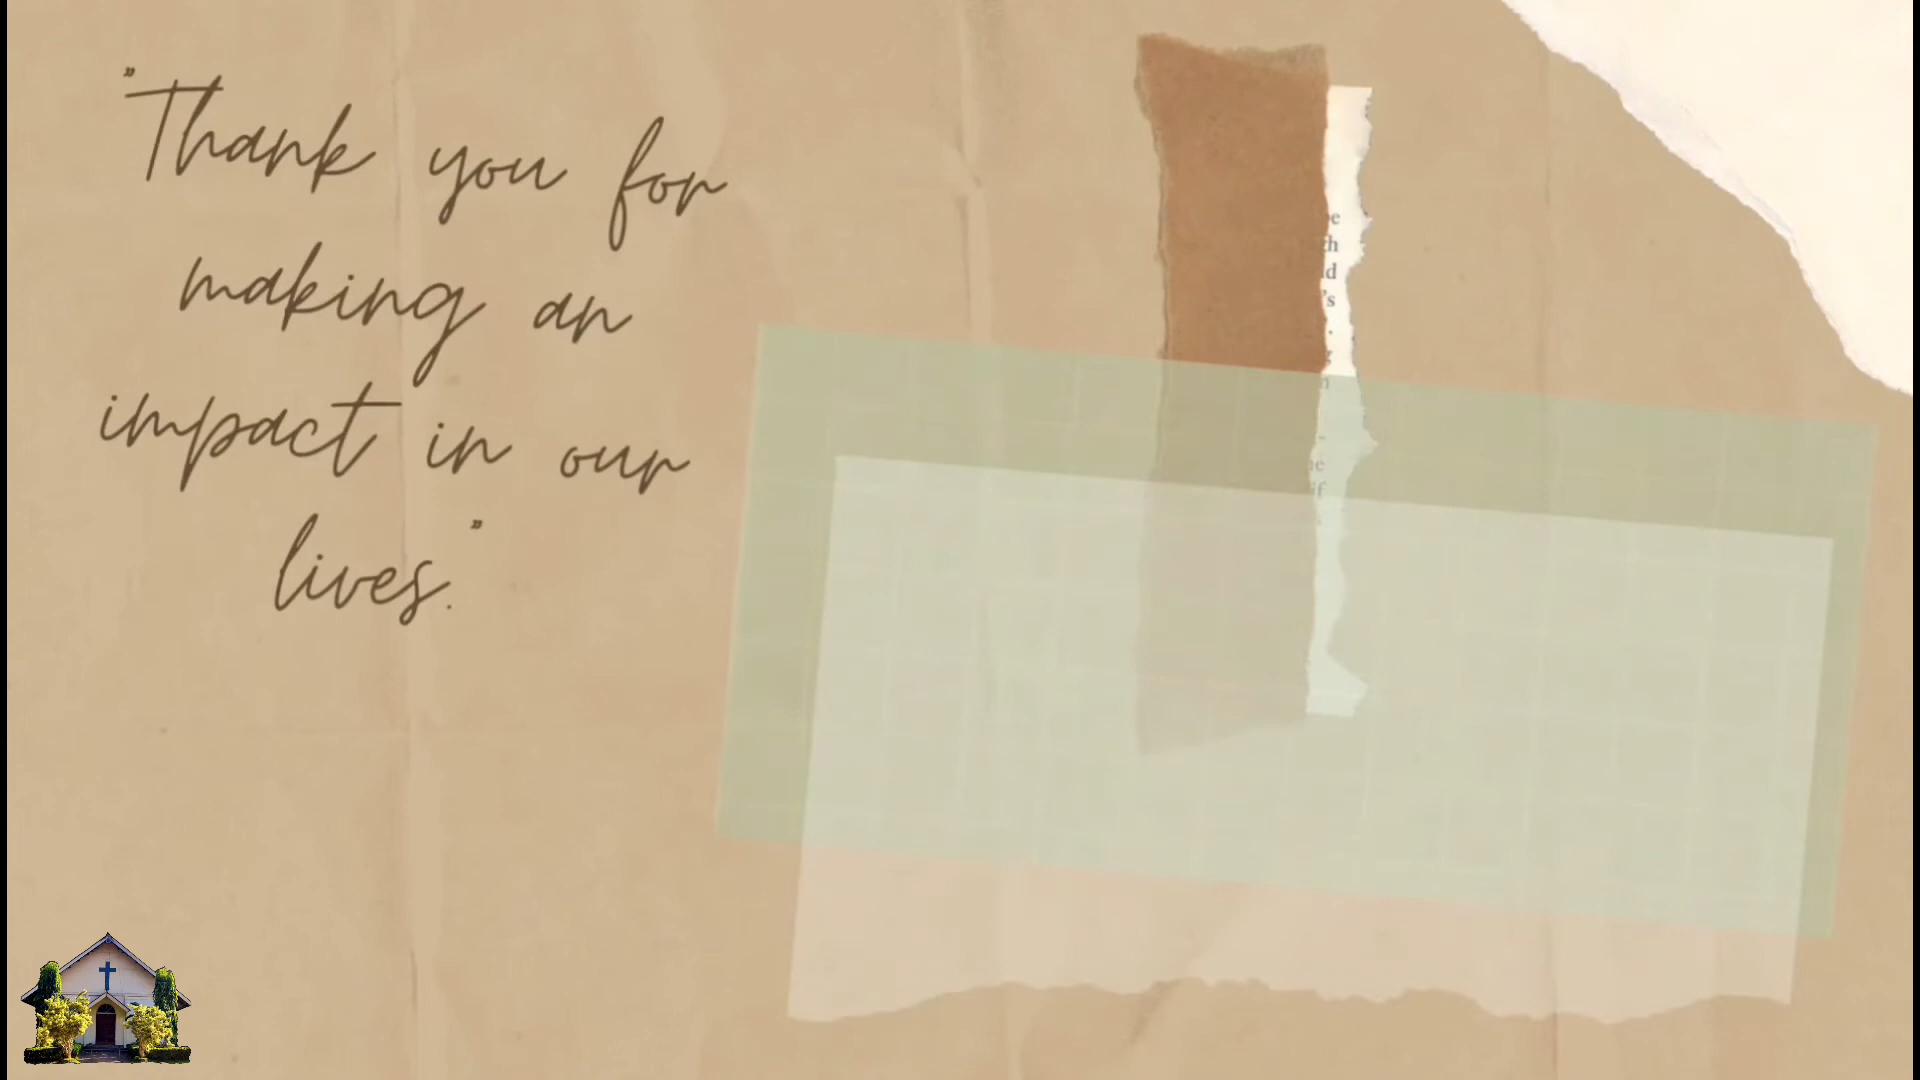 ”Thank you for
making an
impact in our
lives.”